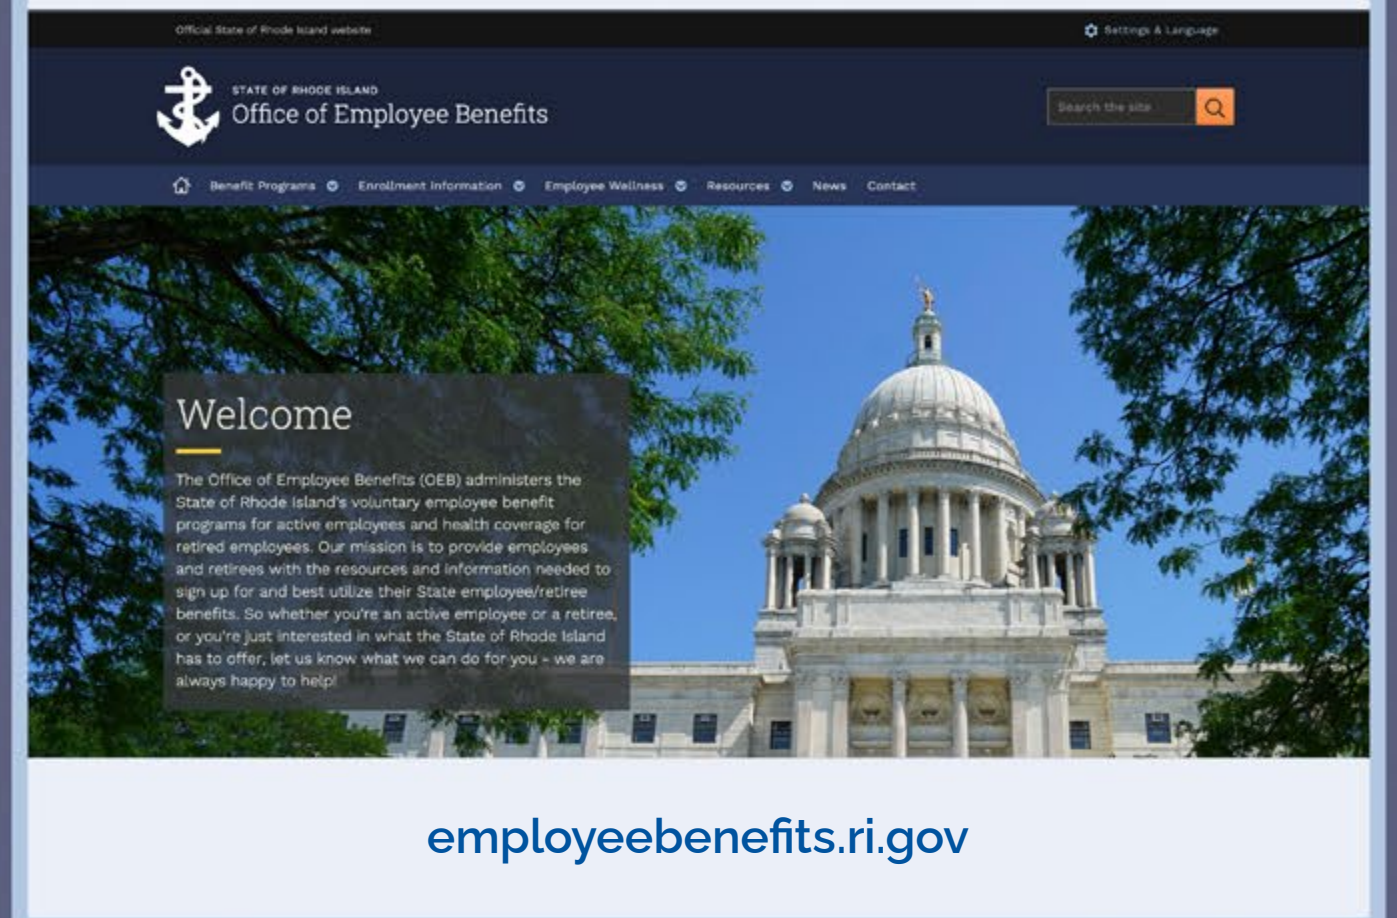 Official State of Rhode Island website
Settings & Language
STATE OF RHODE ISLAND
Office of Employee Benefits
Search the site
Benefit Programs
Enrollment Information
Employee Wellness
Resources
News
Contact
Welcome
The Office of Employee Benefits (OEB) administers the
State of Rhode Island's voluntary employee benefit
programs for active employees and health coverage for
retired employees. Our mission is to provide employees
and retirees with the resources and information needed to
sign up for and best utilize their State employee/retiree
benefits. So whether you're an active employee or a retiree,
or you're just interested in what the State of Rhode Island
has to offer, let us know what we can do for you - we are
always happy to help!
employeebenefits.ri.gov